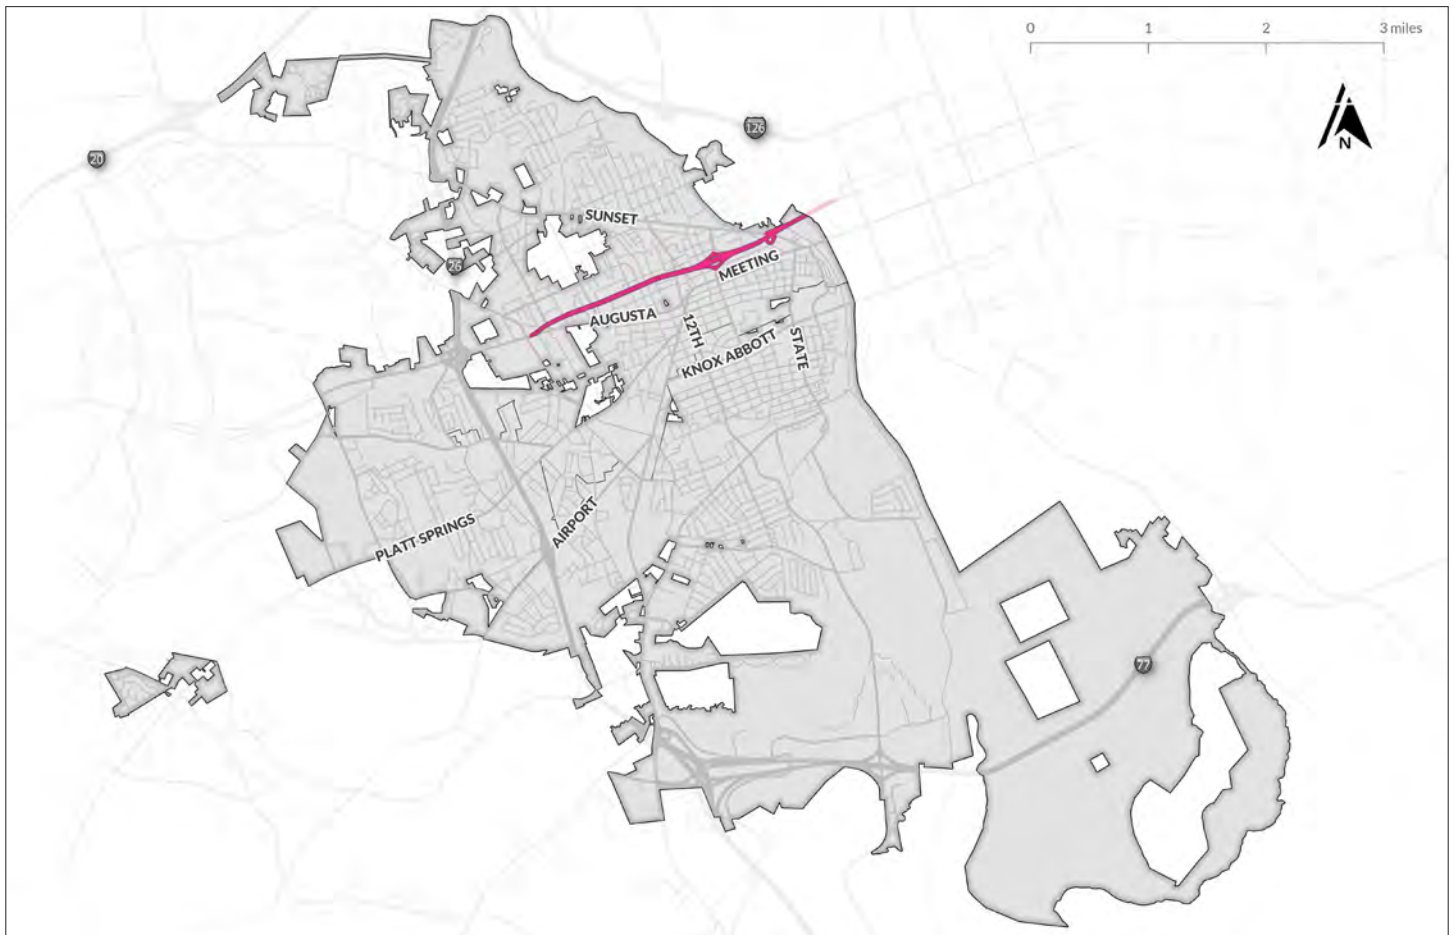 0 1 2 3 miles
126
N
20
SUNSET
26
MEETING
AUGUSTA
12TH
KNOX ABBOTT
STATE
PLATT SPRINGS
AIRPORT
77